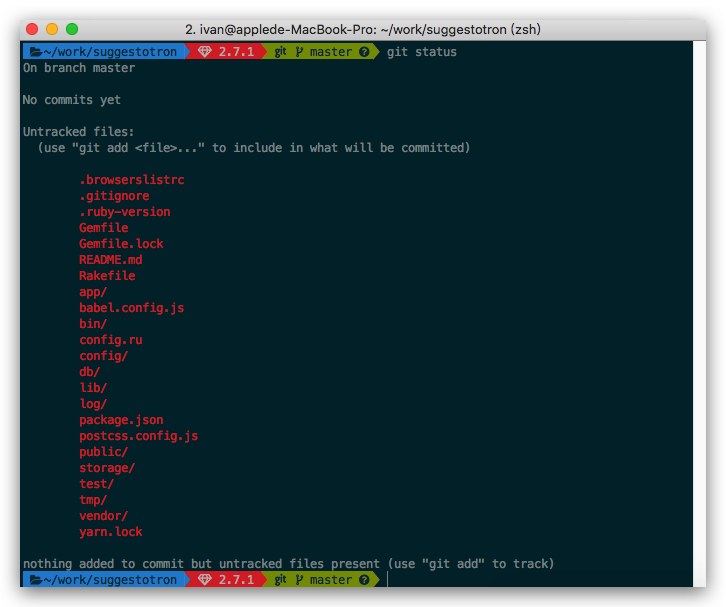 2. ivan@applede-MacBook-Pro: ~/work/suggestotron (zsh)
~/work/suggestotron 2.7.1 git master ? git status
On branch master
No commits yet
Untracked files:
(use "git add <file>..." to include in what will be committed)
.browserslistrc
.gitignore
.ruby-version
Gemfile
Gemfile.lock
README.md
Rakefile
app/
babel.config.js
bin/
config.ru
config/
db/
lib/
log/
package.json
postcss.config.js
public/
storage/
test/
tmp/
vendor/
yarn.lock
nothing added to commit but untracked files present (use "git add" to track)
~/work/suggestotron 2.7.1 git master ?